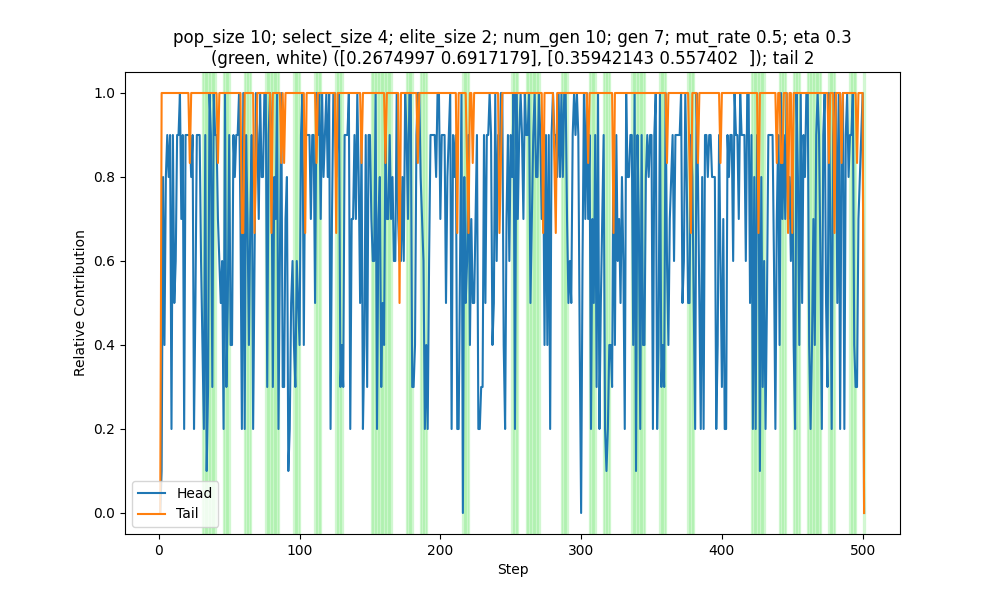 pop_size 10; select_size 4; elite_size 2; num_gen 10; gen 7; mut_rate 0.5; eta 0.3
(green, white) ([0.2674997 0.6917179], [0.35942143 0.557402  ]); tail 2
1.0
0.8
0.6
0.4
0.2
0.0
Relative Contribution
Head
Tail
0
100
200
300
400
500
Step